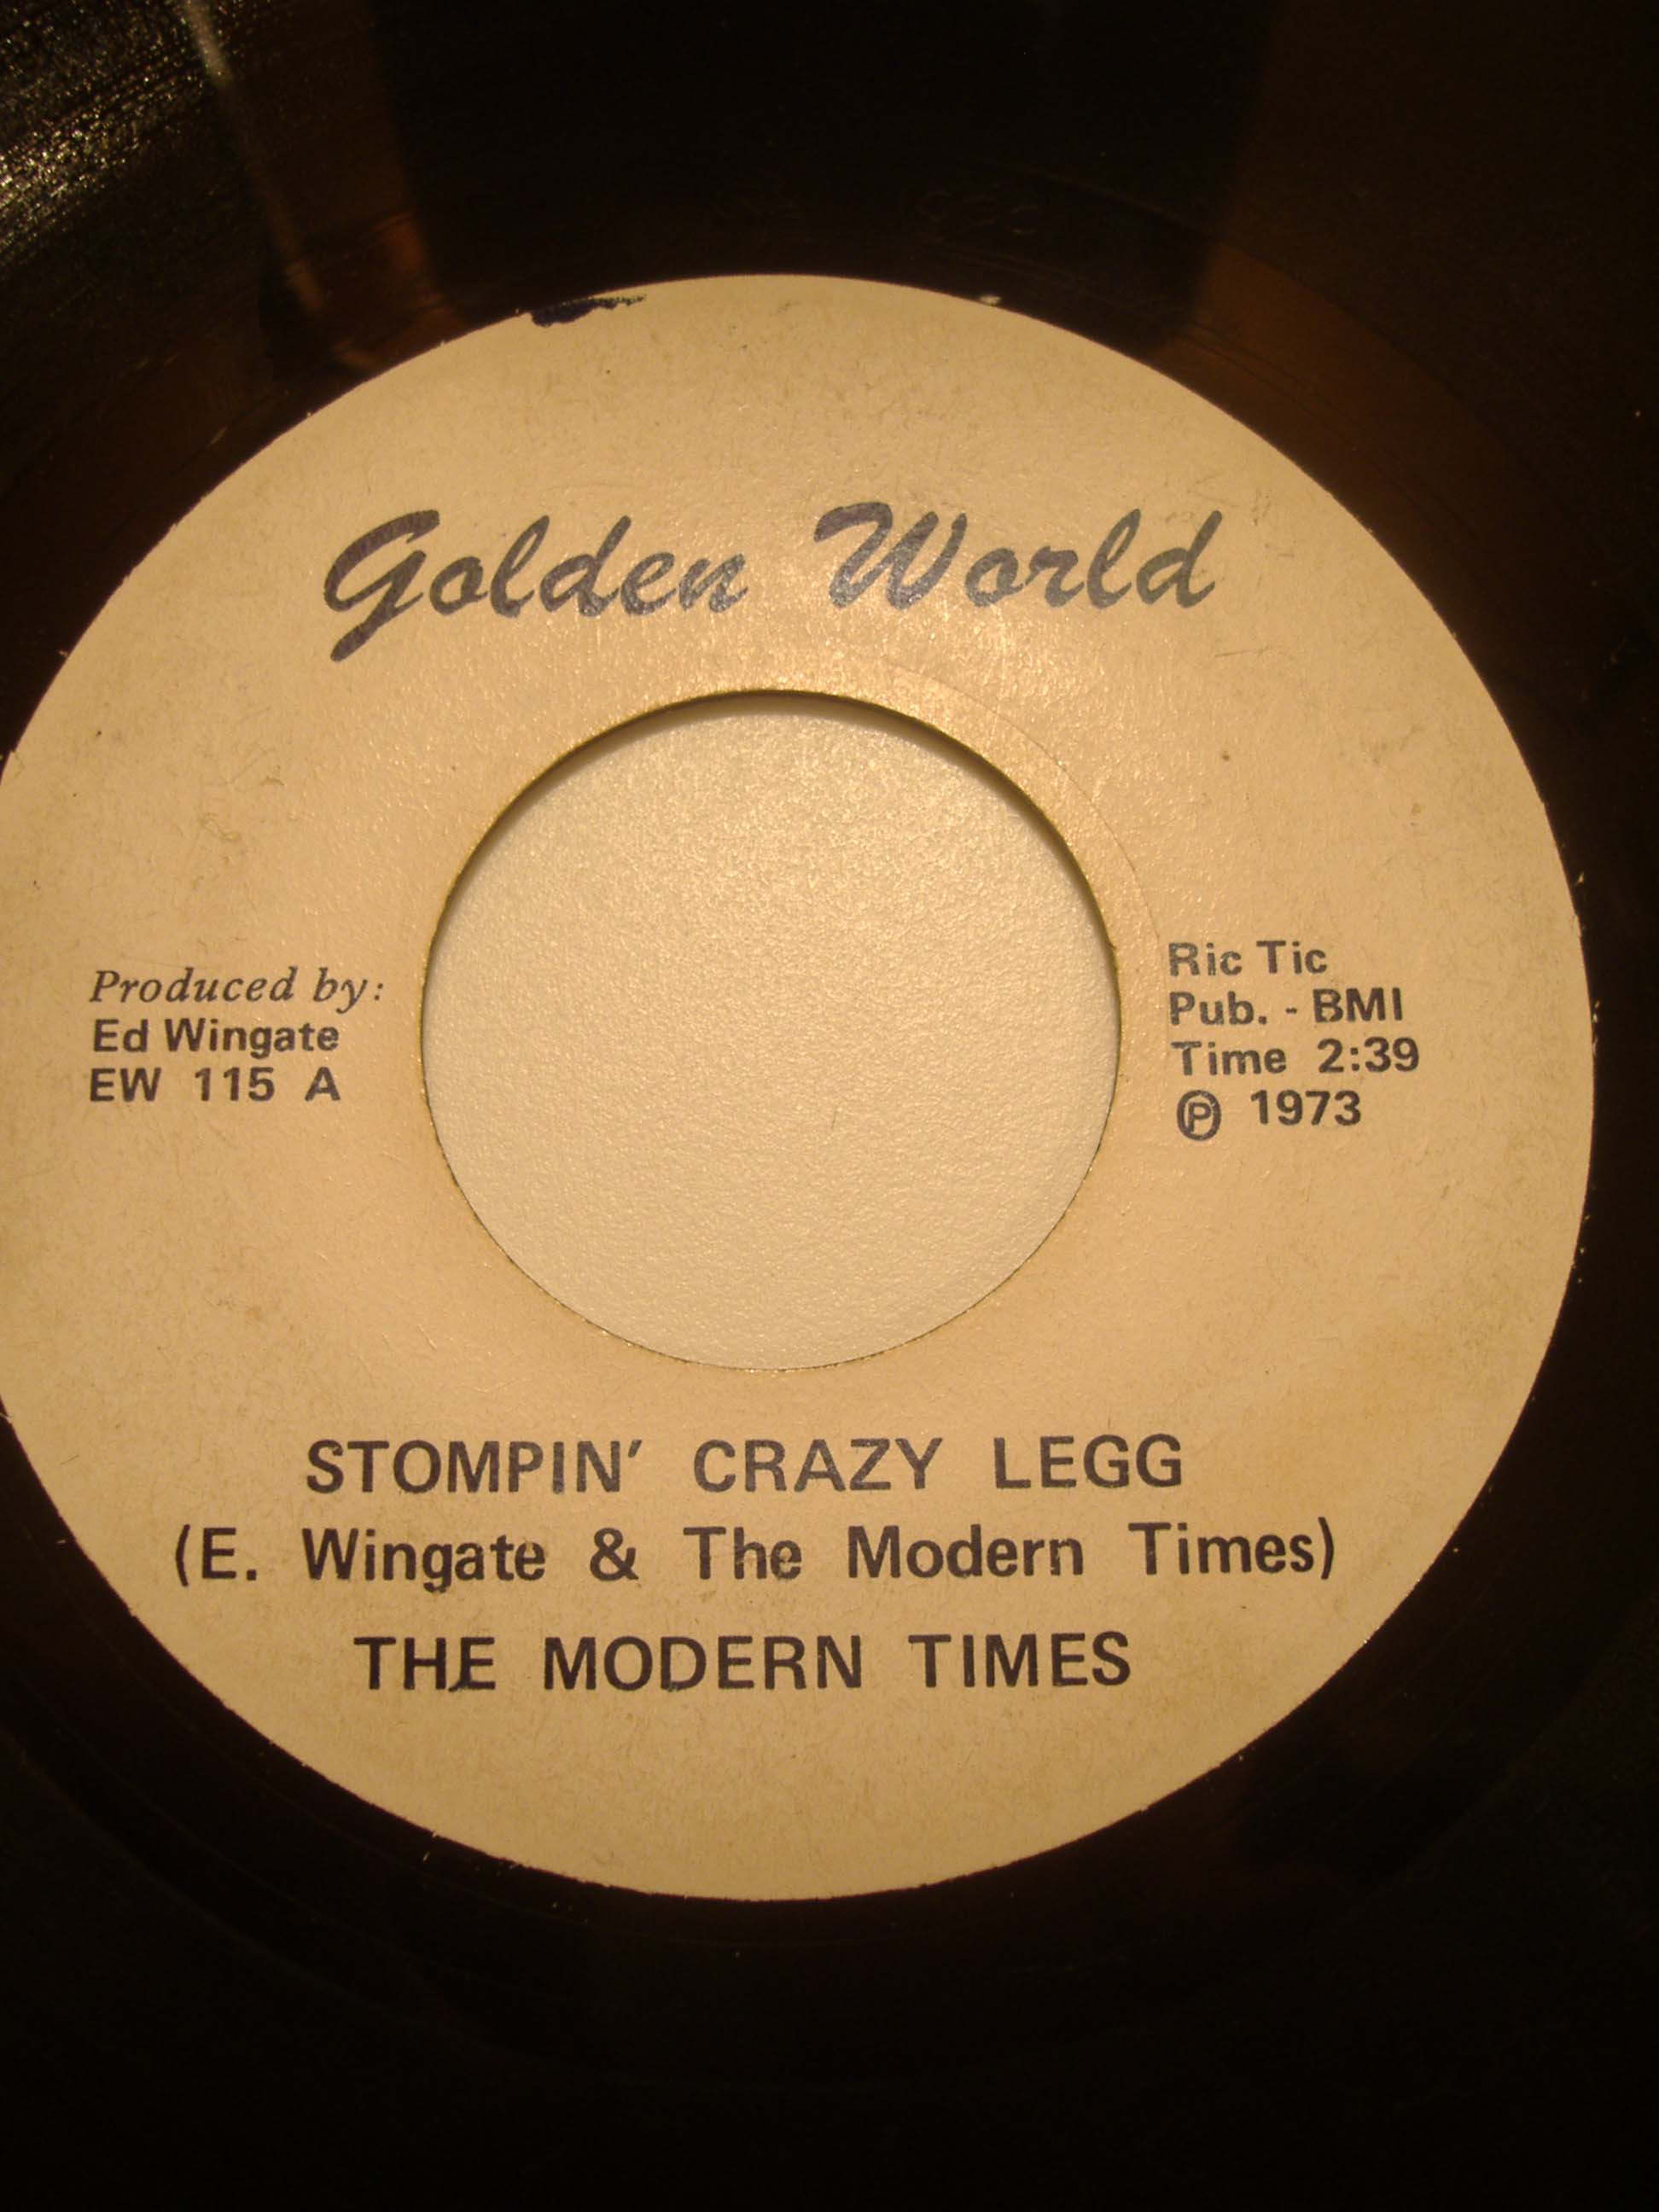 Golden World
Produced by:
Ed Wingate
EW 115 A
Ric Tic
Pub. - BMI
Time 2:39
℗ 1973
STOMPIN' CRAZY LEGG
(E. Wingate & The Modern Times)
THE MODERN TIMES